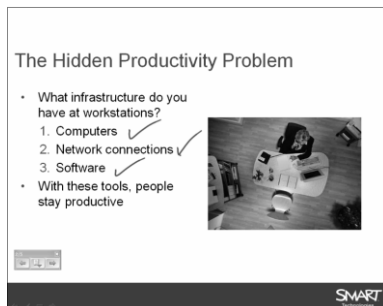 The Hidden Productivity Problem
• What infrastructure do you
have at workstations?
1. Computers
2. Network connections
3. Software
• With these tools, people
stay productive
SMART